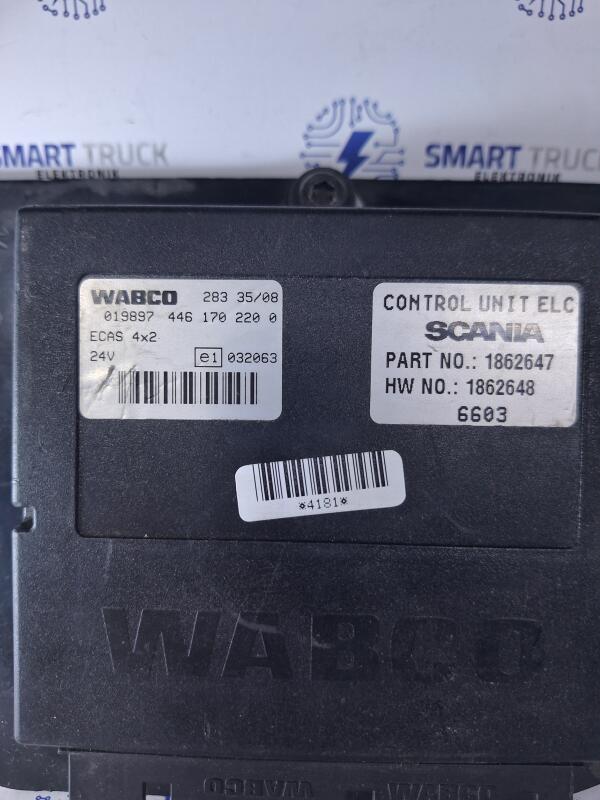 SMART TRUCK
ELEKTRONIK
SMART TRUCK
ELEKTRONIK
WABCO 283 35/08
019897 446 170 220 0
ECAS 4x2
24V e1 032063
CONTROL UNIT ELC
SCANIA
PART NO.: 1862647
HW NO.: 1862648
6603
*4181*
WABCO
WABCO